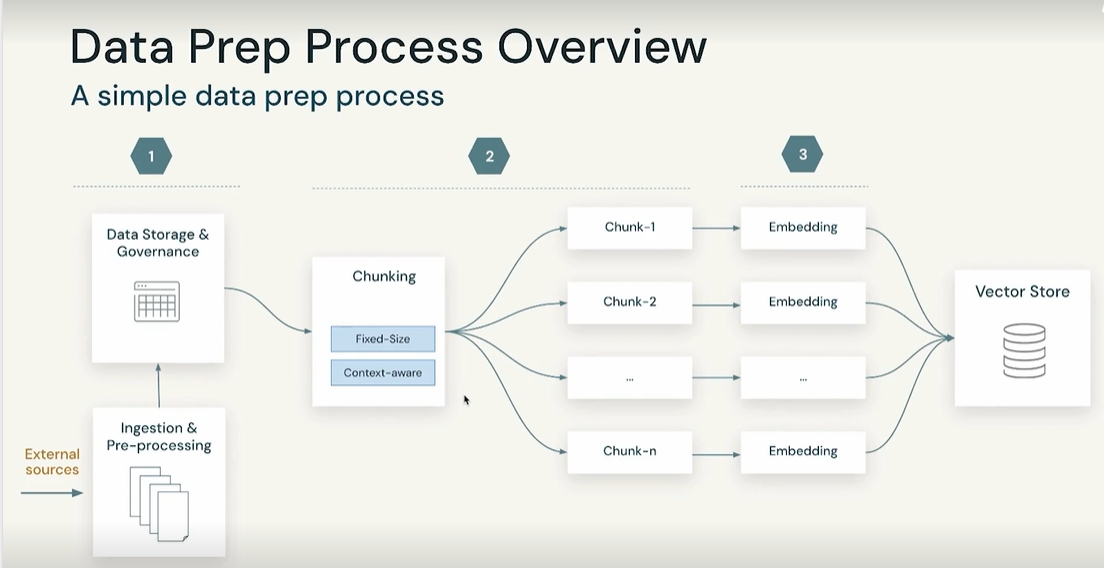 Data Prep Process Overview
A simple data prep process
1
2
3
Data Storage &
Governance
Ingestion &
Pre-processing
External
sources
Chunking
Fixed-Size
Context-aware
Chunk-1
Chunk-2
...
Chunk-n
Embedding
Embedding
...
Embedding
Vector Store